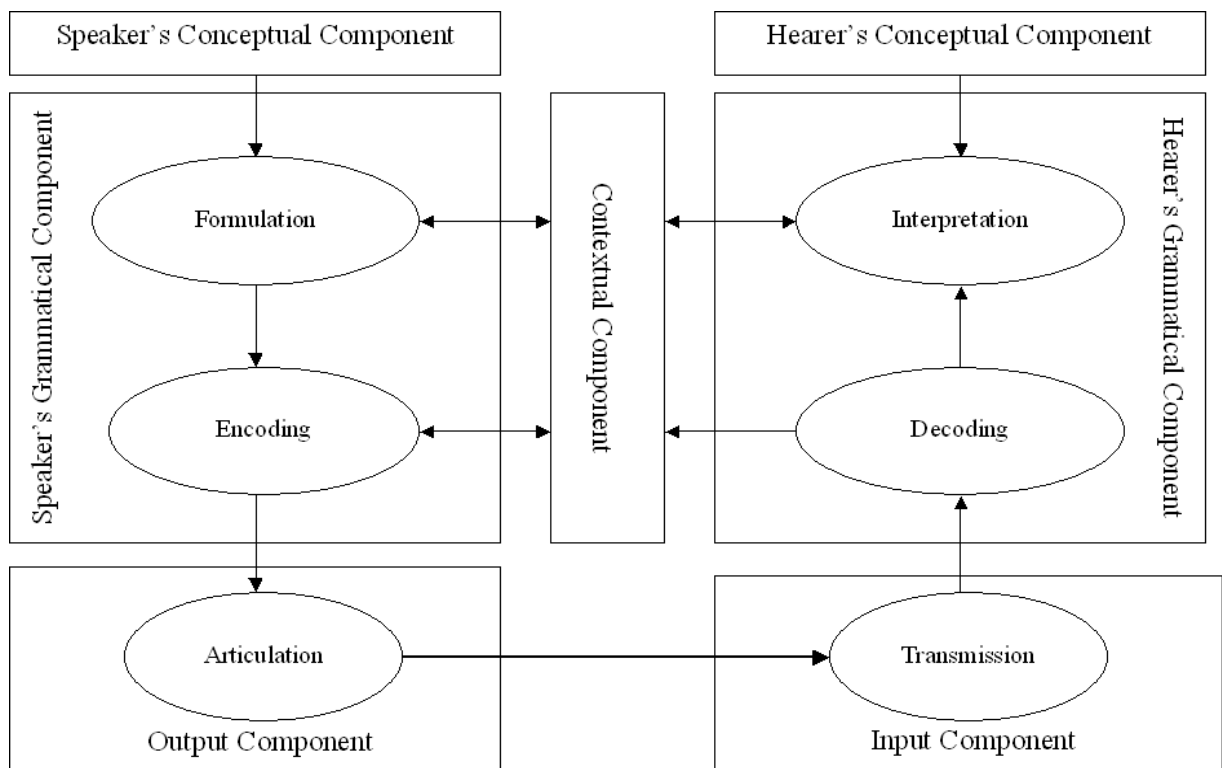 Speaker’s Conceptual Component
Hearer’s Conceptual Component
Speaker’s Grammatical Component
Formulation
Contextual Component
Interpretation
Hearer’s Grammatical Component
Encoding
Decoding
Articulation
Transmission
Output Component
Input Component